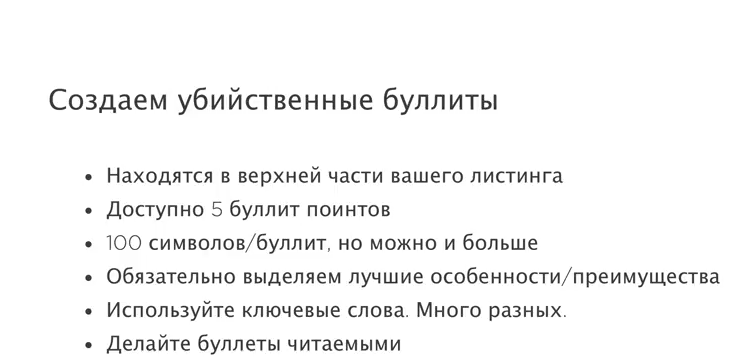 Создаем убийственные буллиты
• Находятся в верхней части вашего листинга
• Доступно 5 буллит поинтов
• 100 символов/буллит, но можно и больше
• Обязательно выделяем лучшие особенности/преимущества
• Используйте ключевые слова. Много разных.
• Делайте буллеты читаемыми